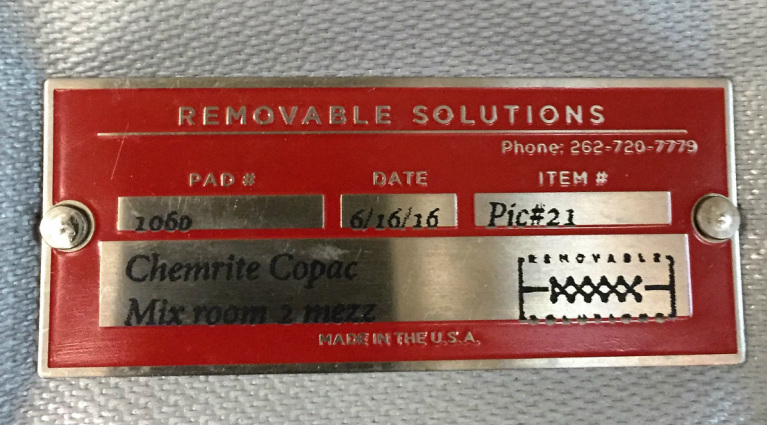 REMOVABLE SOLUTIONS
Phone: 262-720-7779
PAD # DATE ITEM #
1060 6/16/16 Pic#21
Chemrite Copac
Mix room 2 mezz
REMOVABLE
SOLUTIONS
MADE IN THE U.S.A.